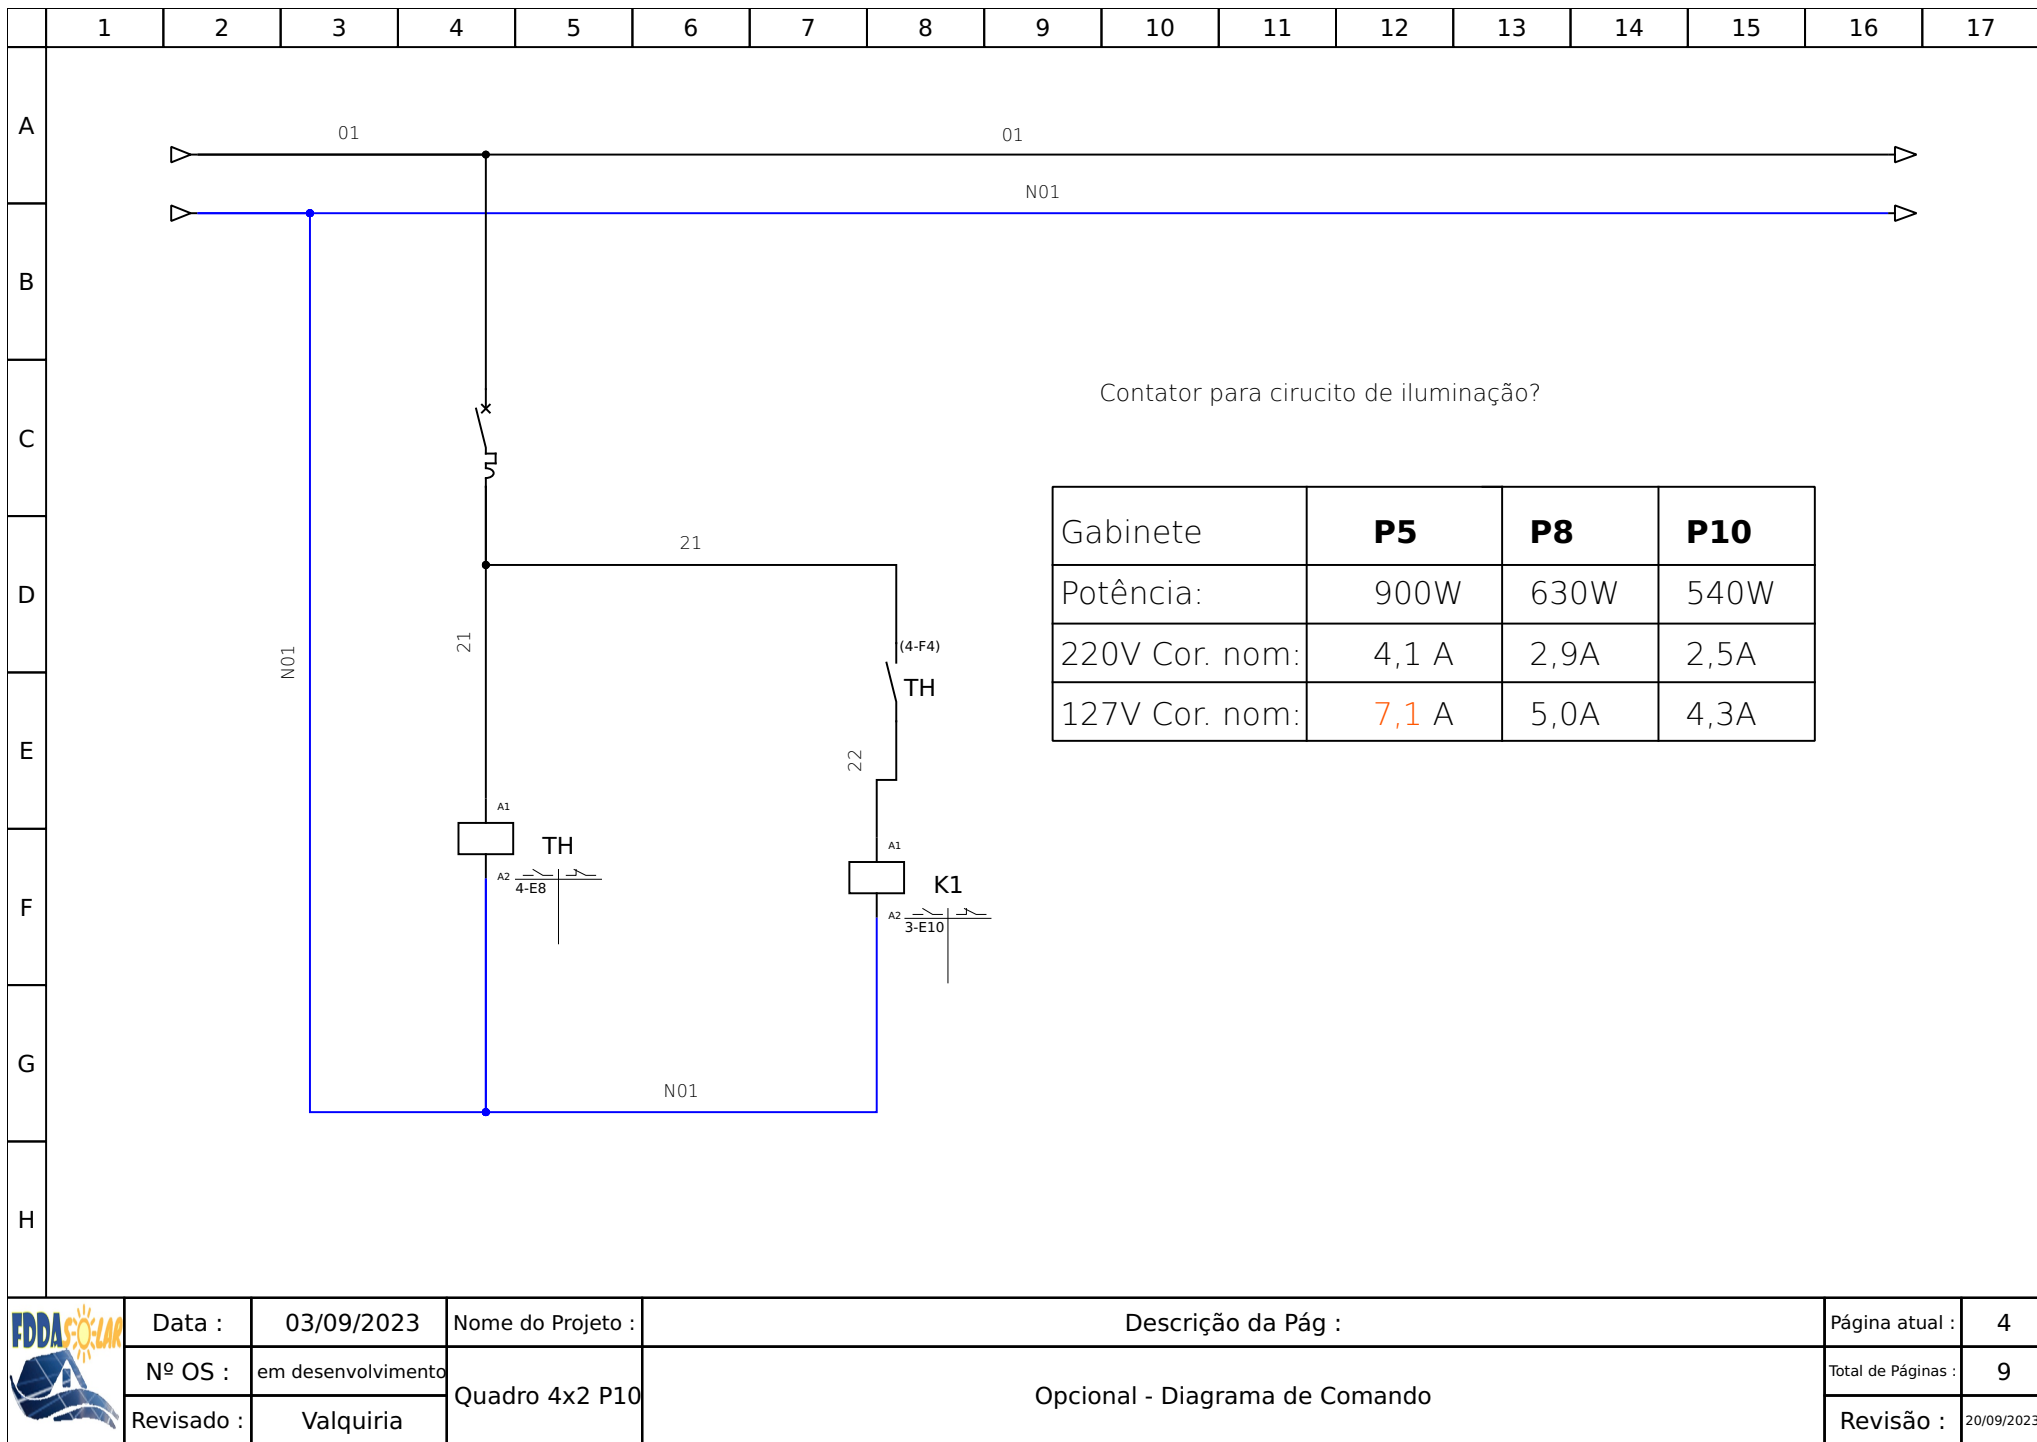 1 2 3 4 5 6 7 8 9 10 11 12 13 14 15 16 17
A
01 01
N01
B
Contator para cirucito de iluminação?
C
Gabinete P5 P8 P10
21
D
Potência: 900W 630W 540W
N01 21 (4-F4)
220V Cor. nom: 4,1 A 2,9A 2,5A
TH
127V Cor. nom: 7,1 A 5,0A 4,3A
E
22
A1
TH A1
A2
4-E8
K1
F
A2
3-E10
G
N01
H
FDDA SOLAR
Data : 03/09/2023 Nome do Projeto : Descrição da Pág : Página atual : 4
Nº OS : em desenvolvimento Quadro 4x2 P10 Opcional - Diagrama de Comando Total de Páginas : 9
Revisado : Valquiria Revisão : 20/09/2023